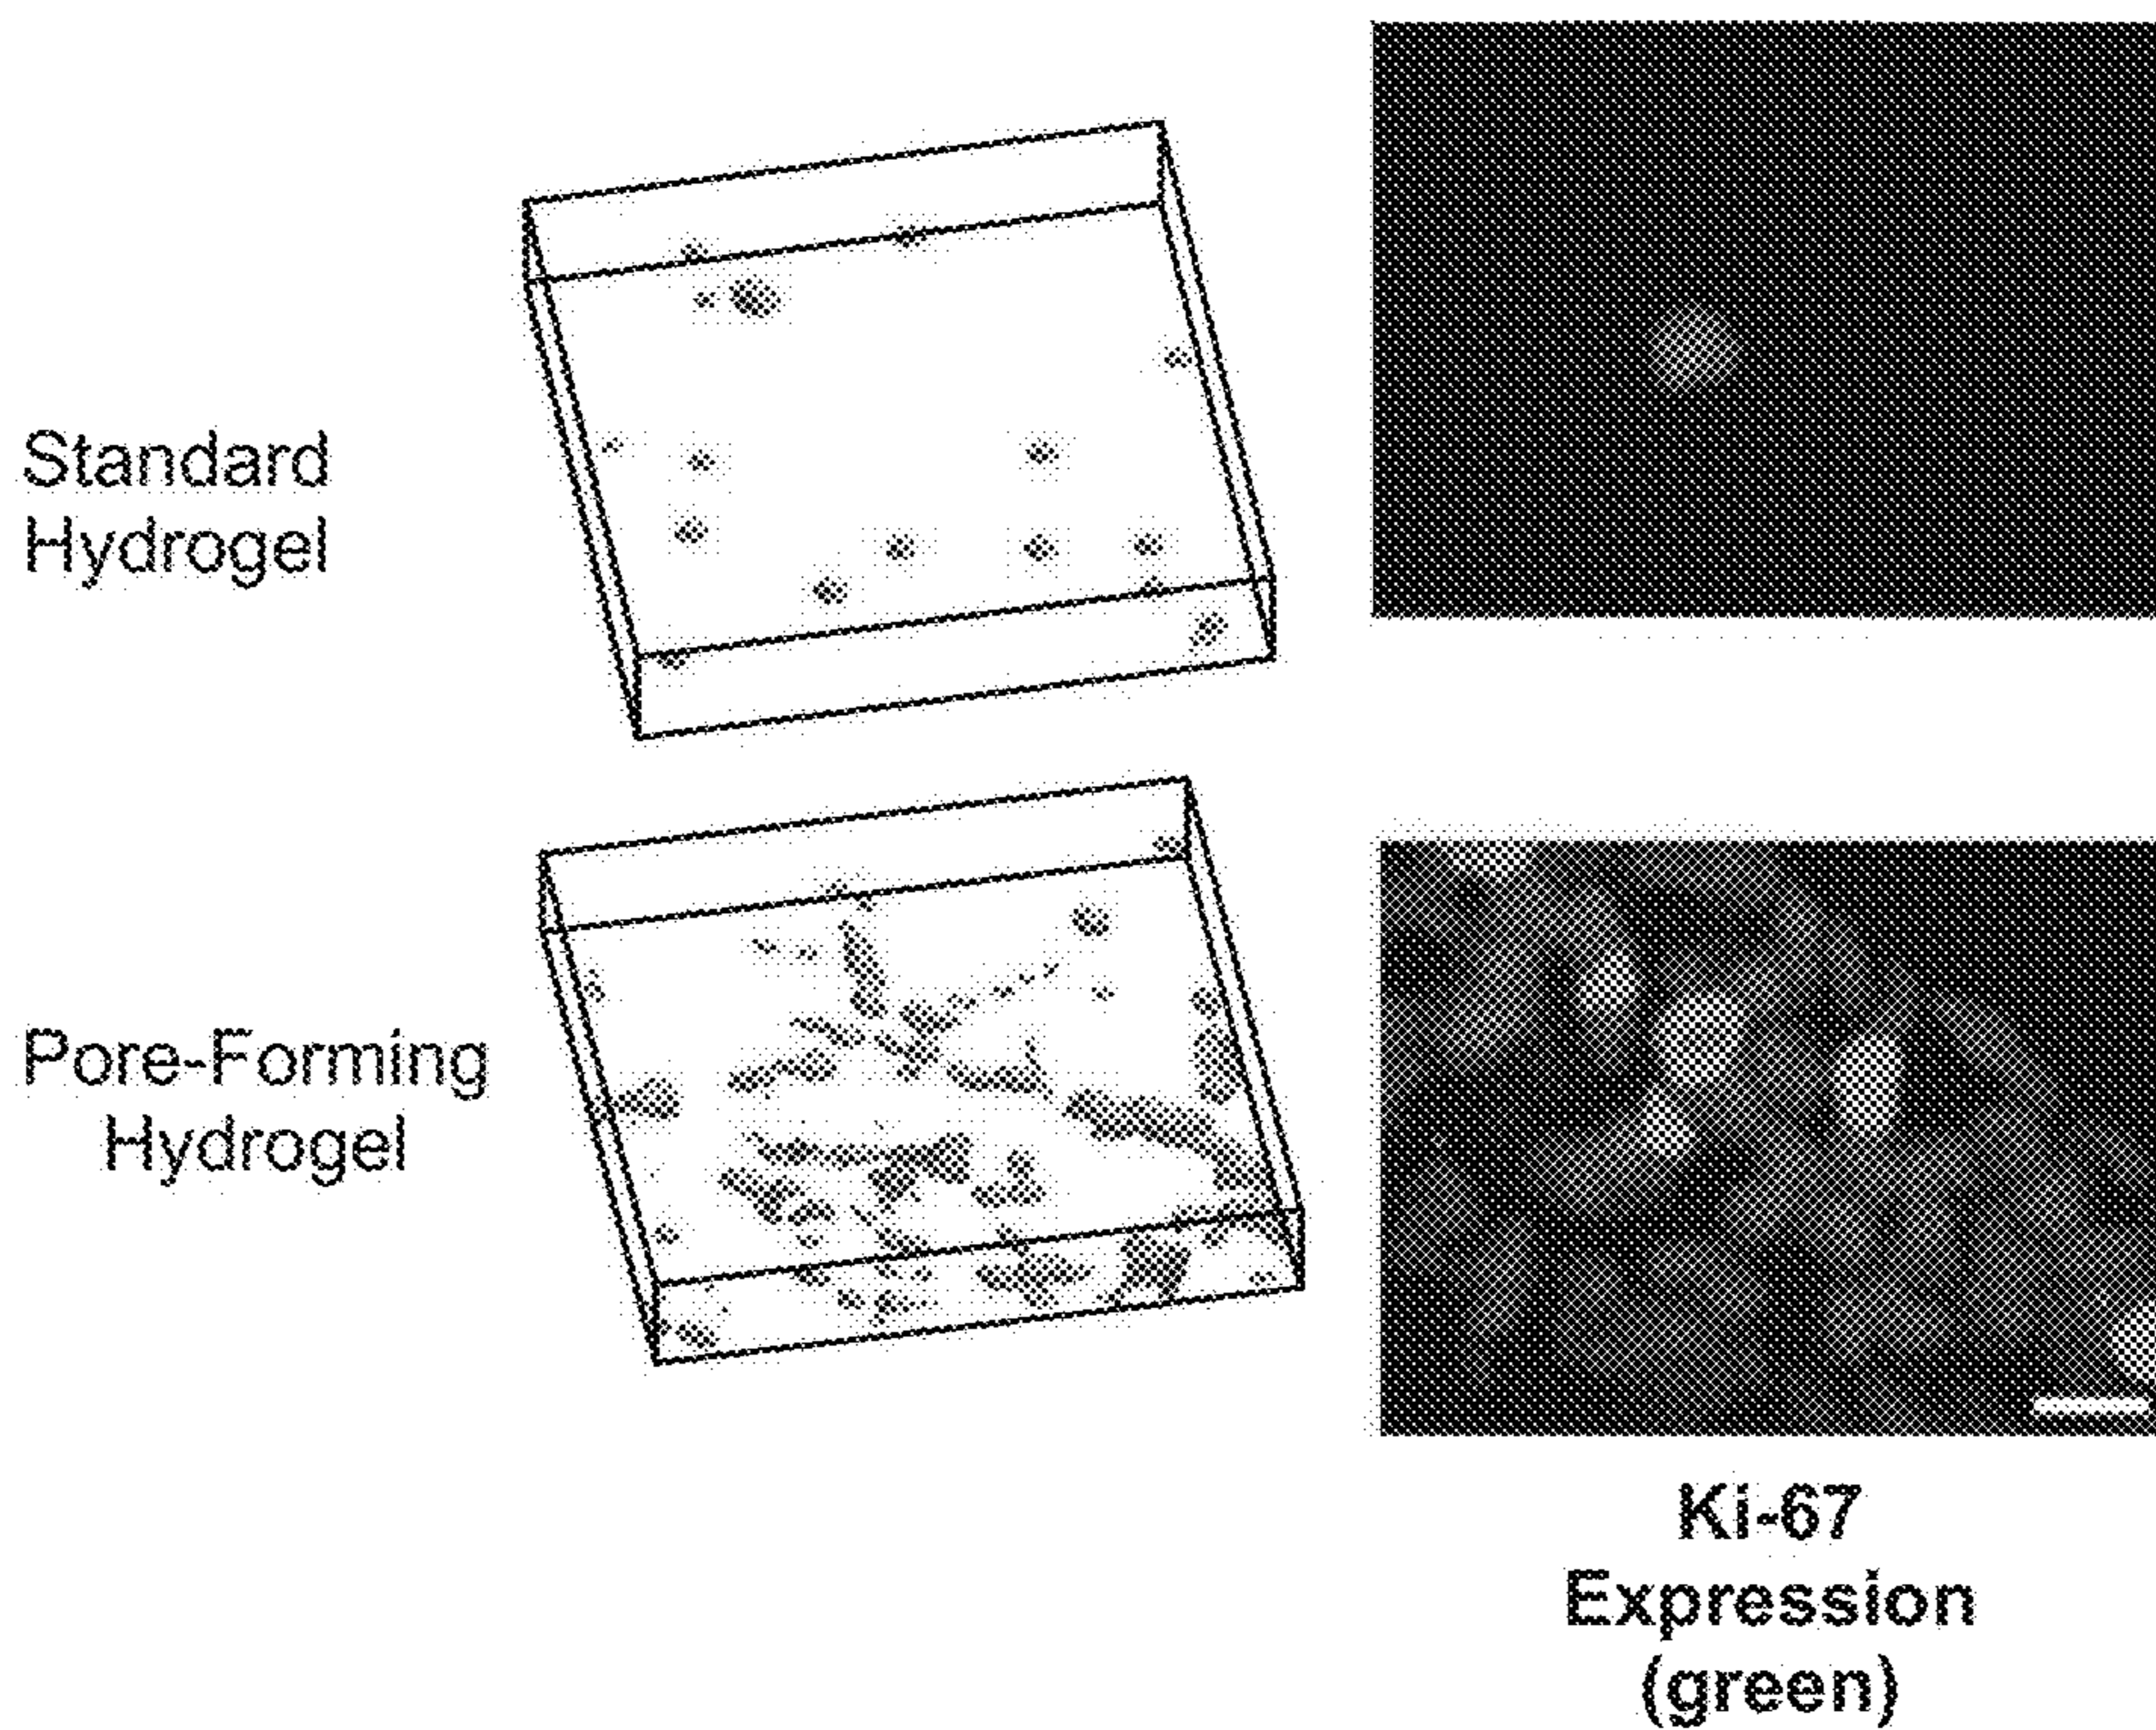 Standard
Hydrogel
Pore-Forming
Hydrogel
Ki-67
Expression
(green)